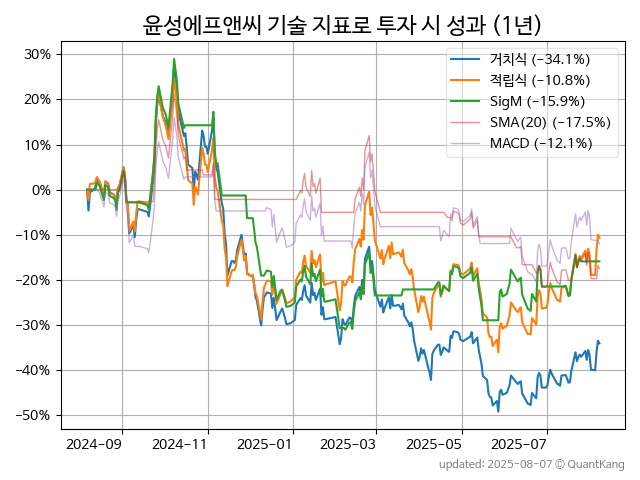 윤성에프앤씨 기술 지표로 투자 시 성과 (1년)
30%
20%
10%
0%
−10%
−20%
−30%
−40%
−50%
거치식 (−34.1%)
적립식 (−10.8%)
SigM (−15.9%)
SMA(20) (−17.5%)
MACD (−12.1%)
2024-09 2024-11 2025-01 2025-03 2025-05 2025-07
updated: 2025-08-07 © QuantKang